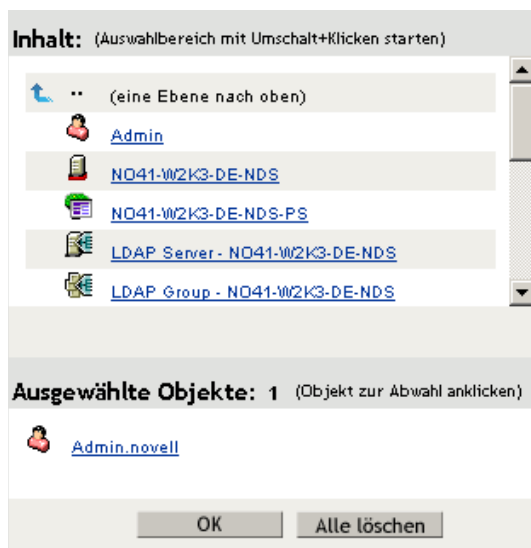 Inhalt: (Auswahlbereich mit Umschalt+Klicken starten)
.. (eine Ebene nach oben)
Admin
NO41-W2K3-DE-NDS
NO41-W2K3-DE-NDS-PS
LDAP Server - NO41-W2K3-DE-NDS
LDAP Group - NO41-W2K3-DE-NDS
Ausgewählte Objekte: 1 (Objekt zur Abwahl anklicken)
Admin.novell
OK Alle löschen